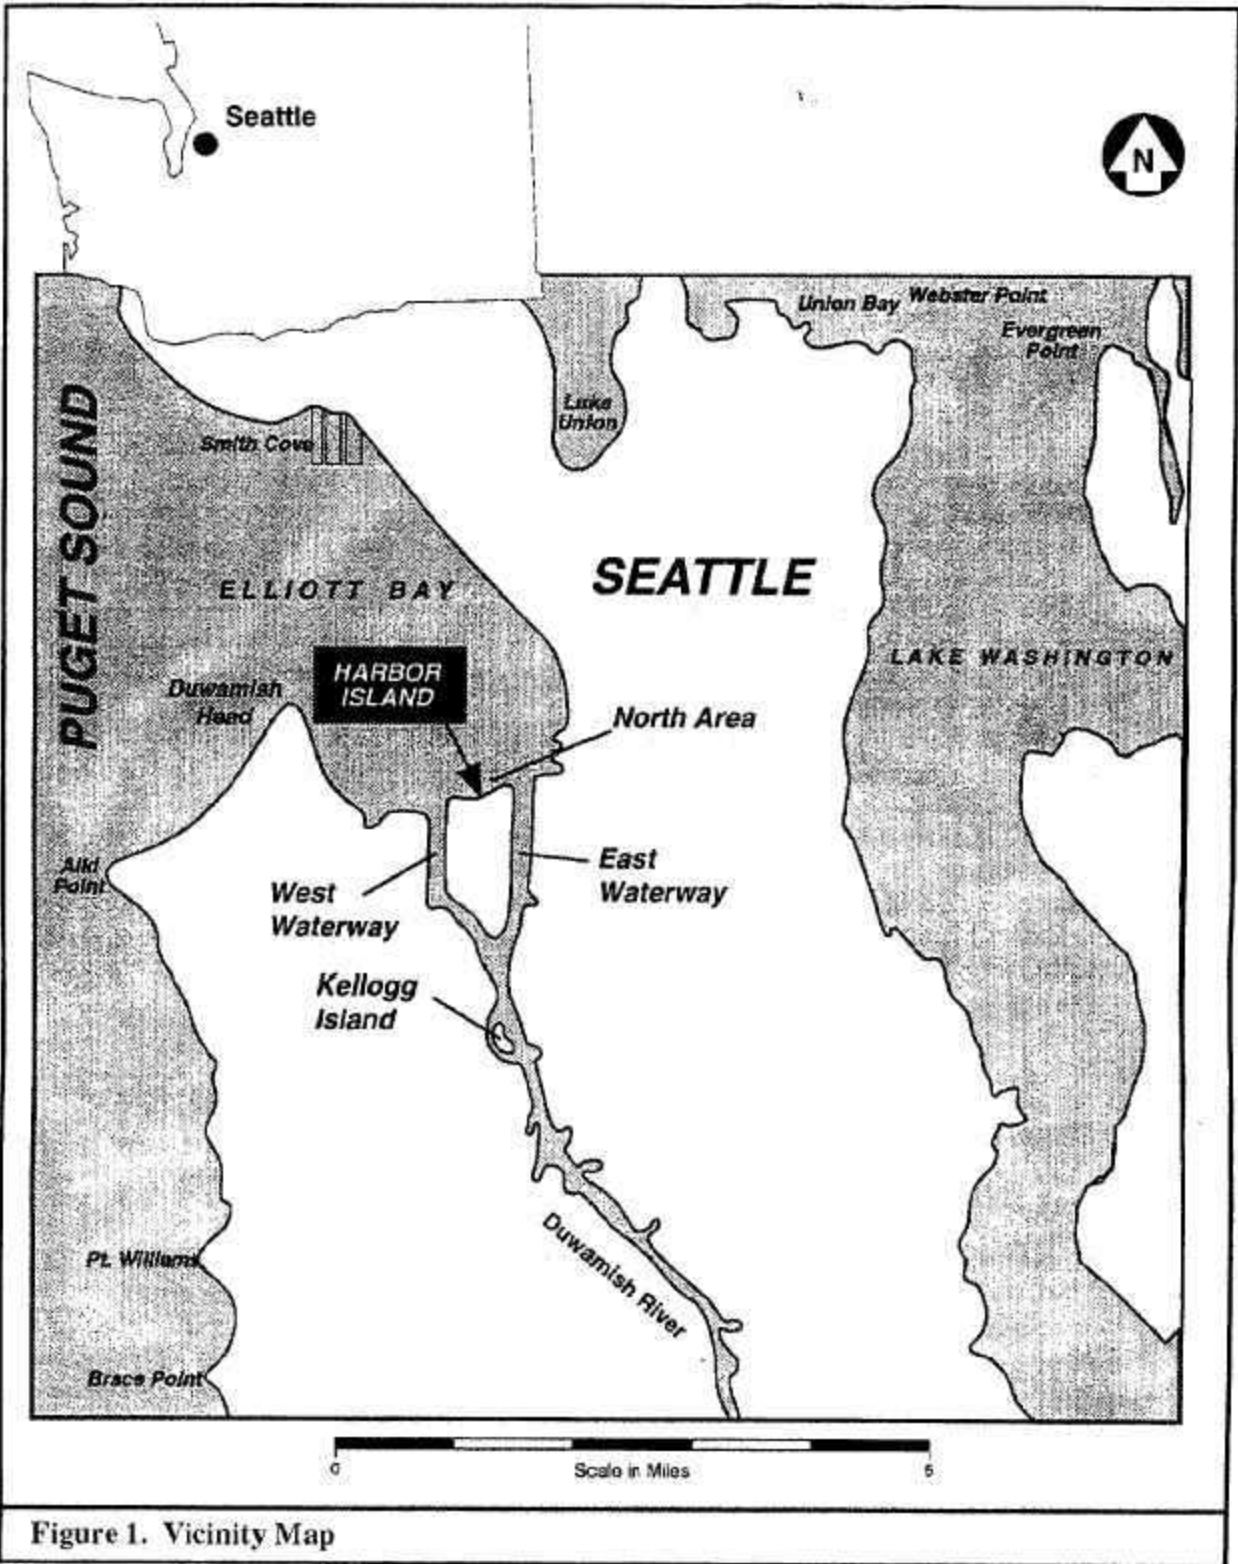 Seattle
N
Union Bay
Webster Point
Evergreen
Point
Lake
Union
Smith Cove
PUGET SOUND
ELLIOTT BAY
SEATTLE
HARBOR
ISLAND
LAKE WASHINGTON
Duwamish
Head
North Area
Alki
Point
West
Waterway
East
Waterway
Kellogg
Island
Duwamish River
Pt. Williams
Brace Point
0
5
Scale in Miles
Figure 1. Vicinity Map